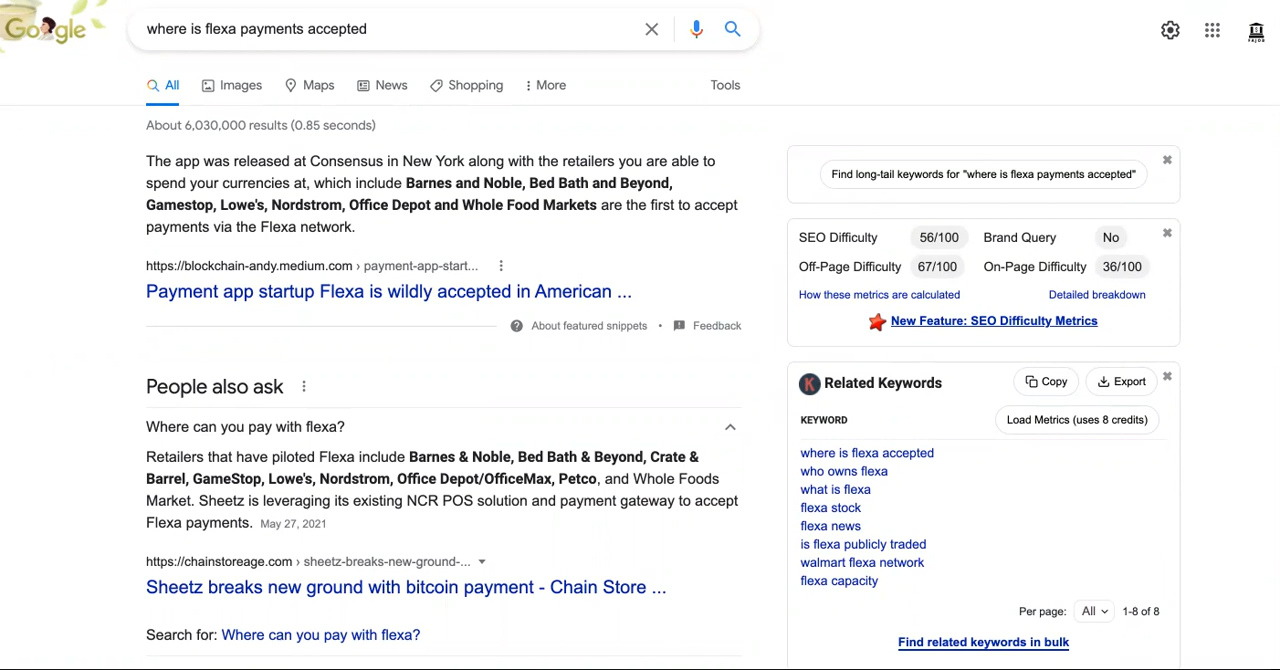 Google
where is flexa payments accepted
All
Images
Maps
News
Shopping
More
Tools
About 6,030,000 results (0.85 seconds)
The app was released at Consensus in New York along with the retailers you are able to
spend your currencies at, which include Barnes and Noble, Bed Bath and Beyond,
Gamestop, Lowe's, Nordstrom, Office Depot and Whole Food Markets are the first to accept
payments via the Flexa network.
https://blockchain-andy.medium.com › payment-app-start...
Payment app startup Flexa is wildly accepted in American ...
About featured snippets • Feedback
People also ask
Where can you pay with flexa?
Retailers that have piloted Flexa include Barnes & Noble, Bed Bath & Beyond, Crate &
Barrel, GameStop, Lowe's, Nordstrom, Office Depot/OfficeMax, Petco, and Whole Foods
Market. Sheetz is leveraging its existing NCR POS solution and payment gateway to accept
Flexa payments. May 27, 2021
https://chainstoreage.com › sheetz-breaks-new-ground-...
Sheetz breaks new ground with bitcoin payment - Chain Store ...
Search for: Where can you pay with flexa?
Find long-tail keywords for "where is flexa payments accepted"
SEO Difficulty 56/100 Brand Query No
Off-Page Difficulty 67/100 On-Page Difficulty 36/100
How these metrics are calculated Detailed breakdown
New Feature: SEO Difficulty Metrics
K Related Keywords Copy Export
KEYWORD Load Metrics (uses 8 credits)
where is flexa accepted
who owns flexa
what is flexa
flexa stock
flexa news
is flexa publicly traded
walmart flexa network
flexa capacity
Per page: All 1-8 of 8
Find related keywords in bulk